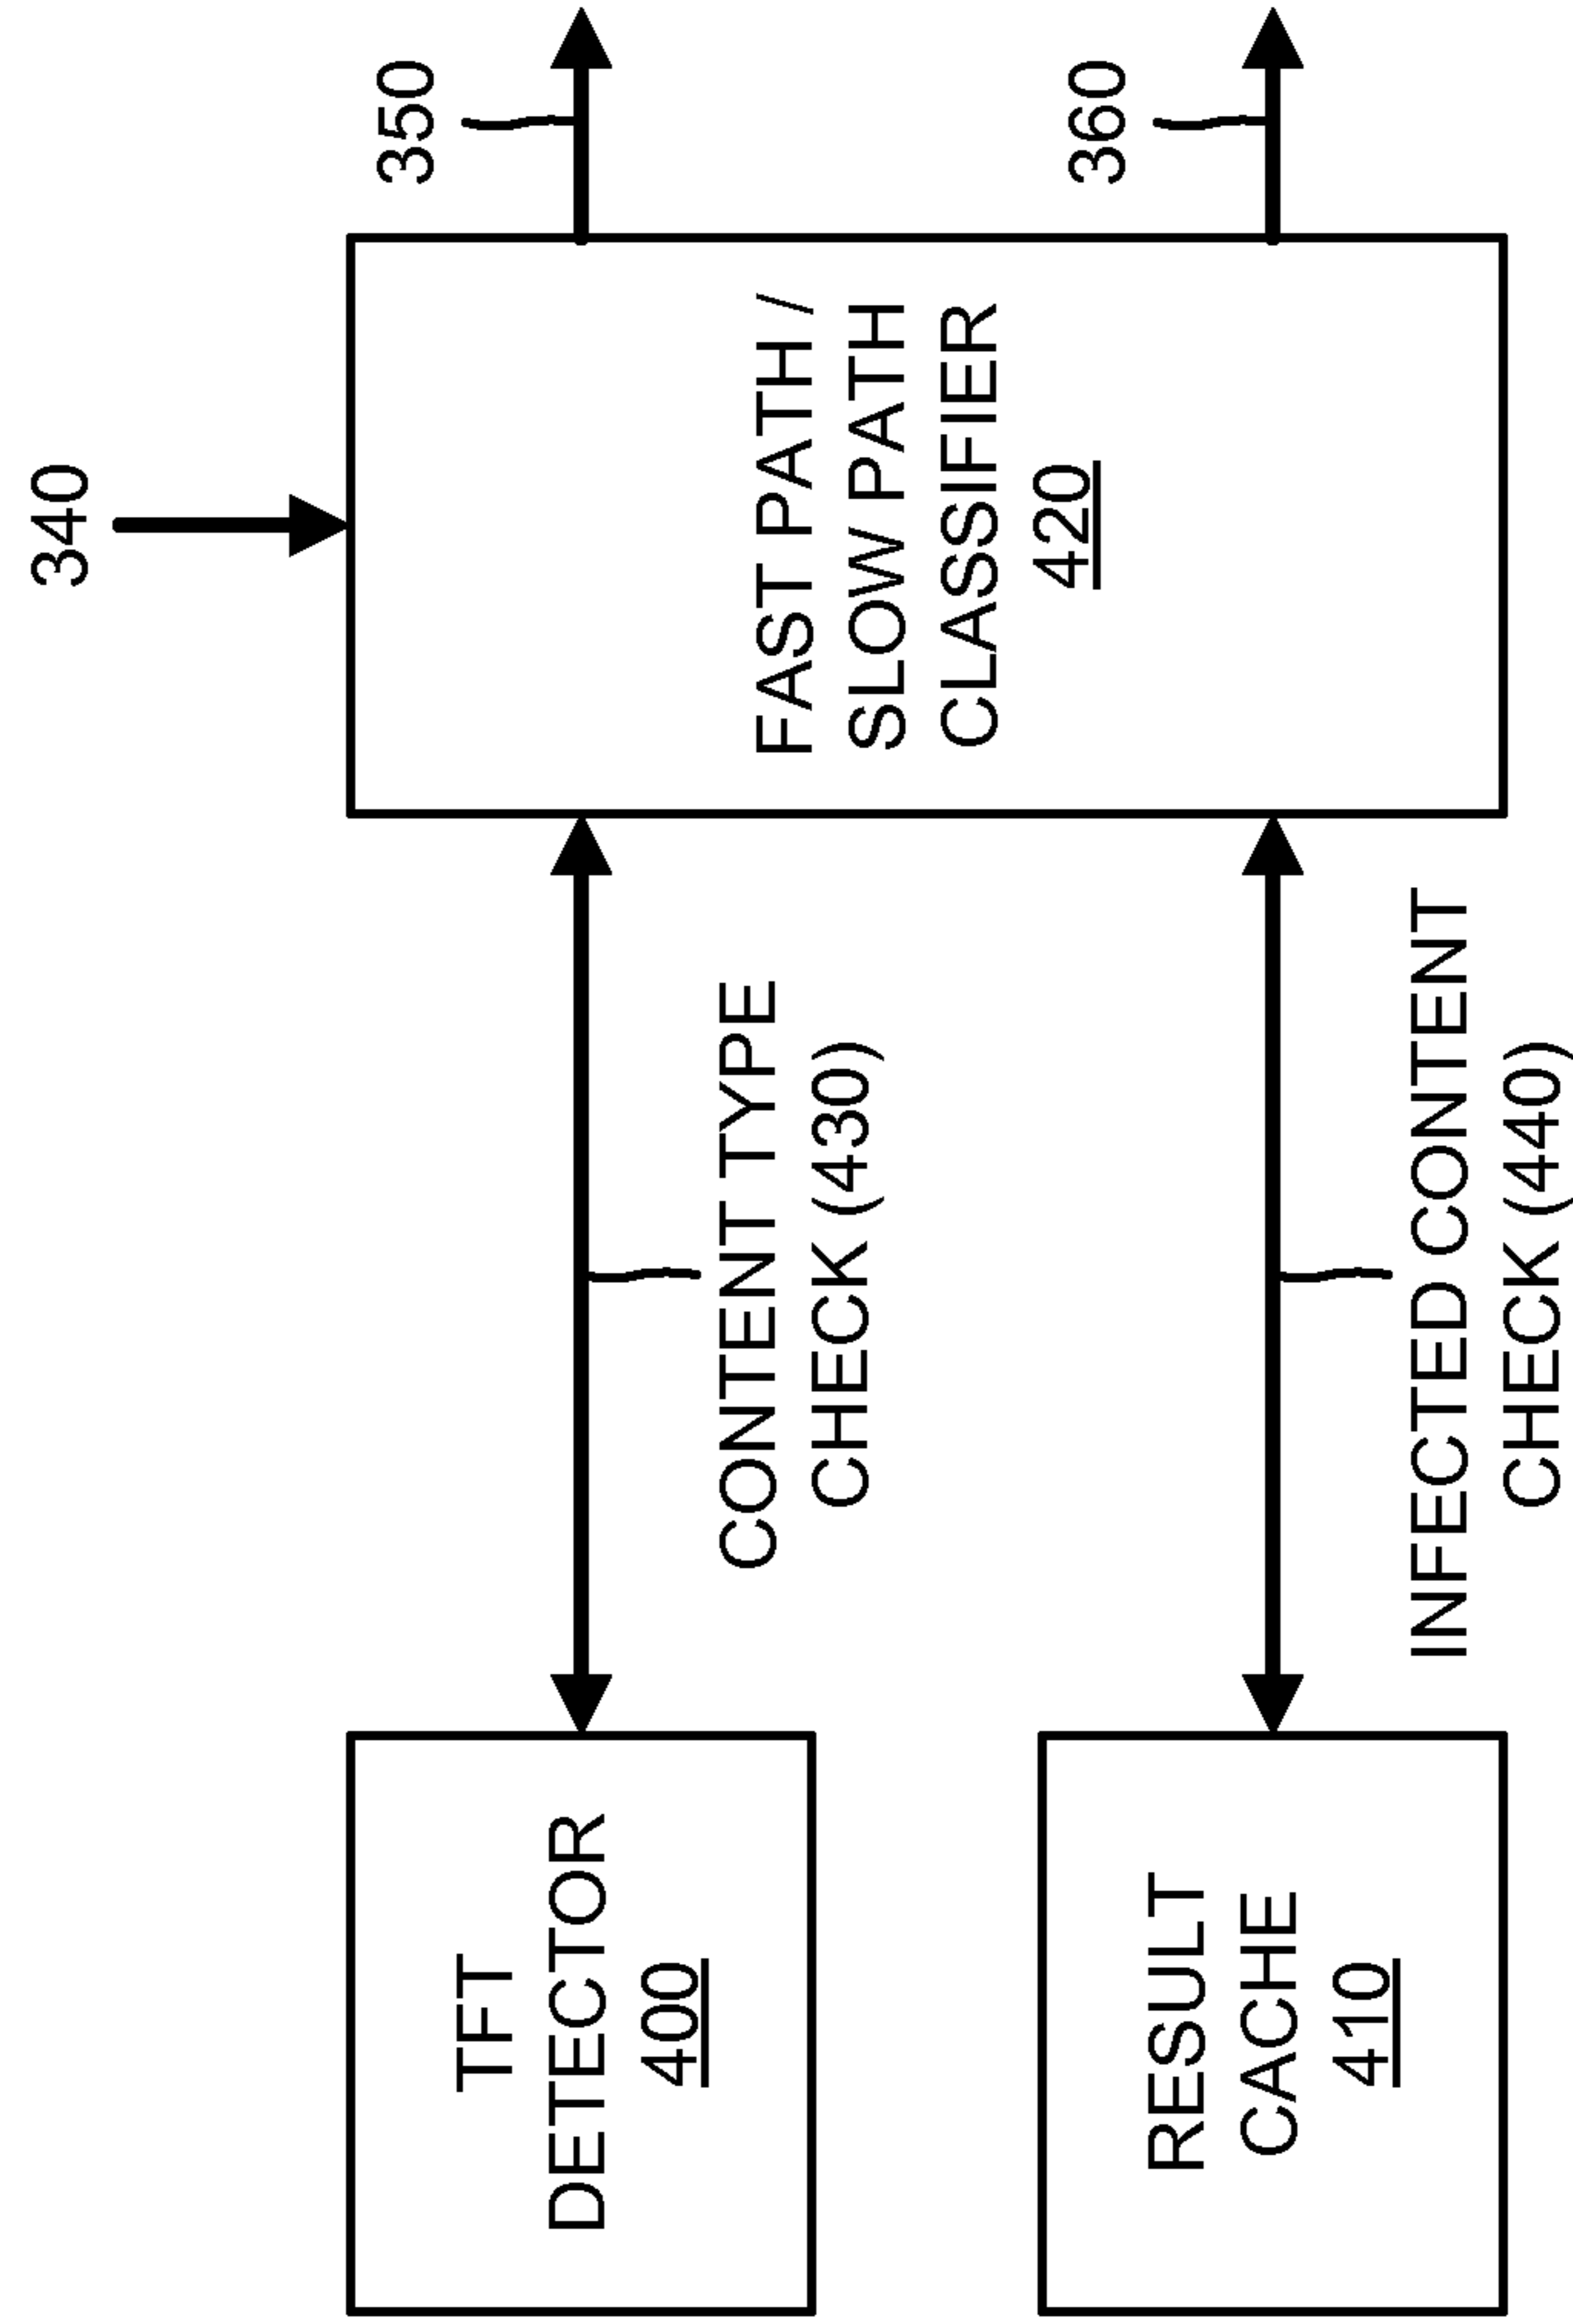 340
350
FAST PATH /
SLOW PATH
CLASSIFIER
420
360
TFT
DETECTOR
400
CONTENT TYPE
CHECK (430)
RESULT
CACHE
410
INFECTED CONTENT
CHECK (440)